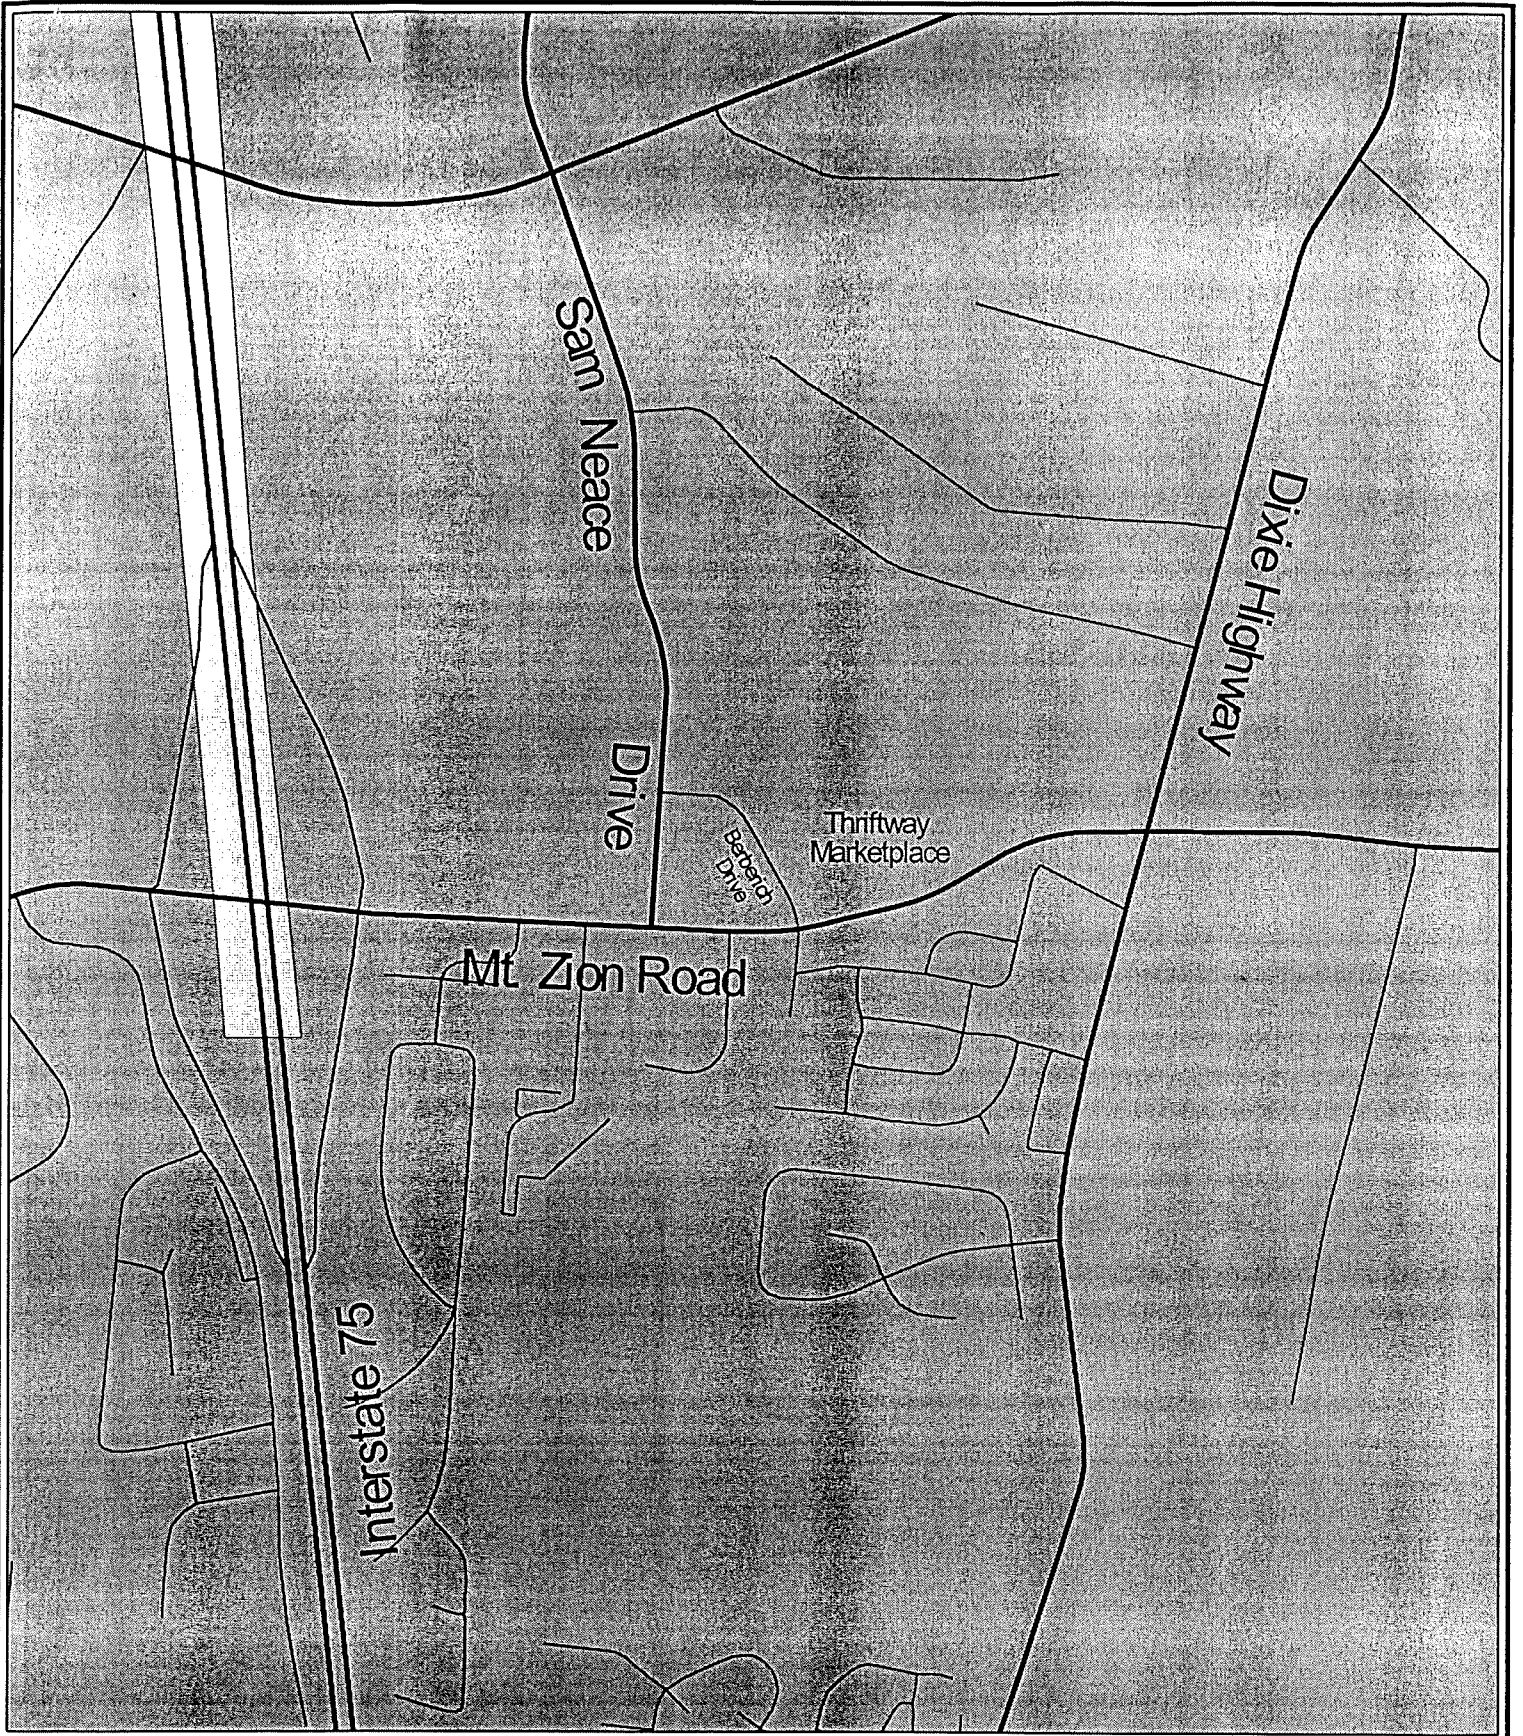 Sam Neace Drive
Dixie Highway
Thriftway
Marketplace
Berberich
Drive
Mt. Zion Road
Interstate 75